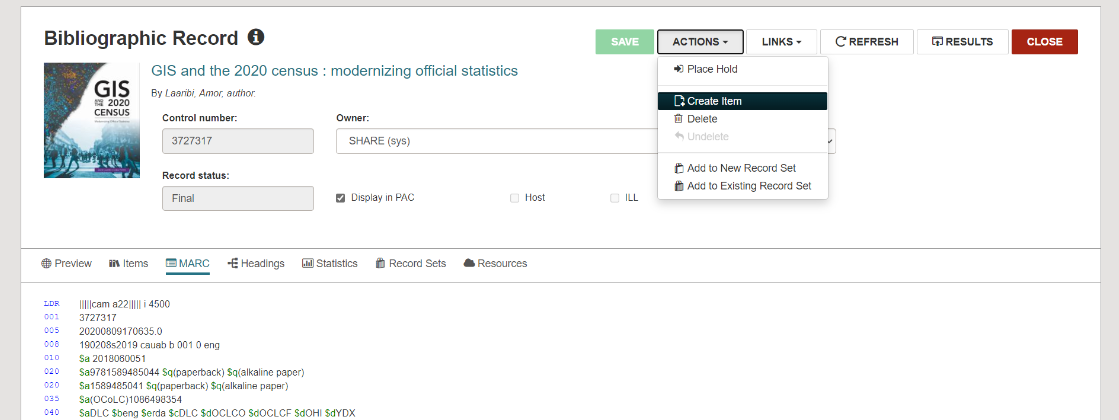 Bibliographic Record
SAVE
ACTIONS
LINKS
REFRESH
RESULTS
CLOSE
GIS and the 2020 census : modernizing official statistics
By Laaribi, Amor, author.
GIS
AND THE 2020
CENSUS
Control number:
Owner:
3727317
SHARE (sys)
Record status:
Final
Display in PAC
Host
ILL
Place Hold
Create Item
Delete
Undelete
Add to New Record Set
Add to Existing Record Set
Preview
Items
MARC
Headings
Statistics
Record Sets
Resources
LDR |||||cam a22||||| i 4500
001 3727317
005 20200809170635.0
008 190208s2019 cauab b 001 0 eng
010 $a 2018060051
020 $a9781589485044 $q(paperback) $q(alkaline paper)
020 $a1589485041 $q(paperback) $q(alkaline paper)
035 $a(OCoLC)1086498354
040 $aDLC $beng $erda $cDLC $dOCLCO $dOCLCF $dOHI $dYDX